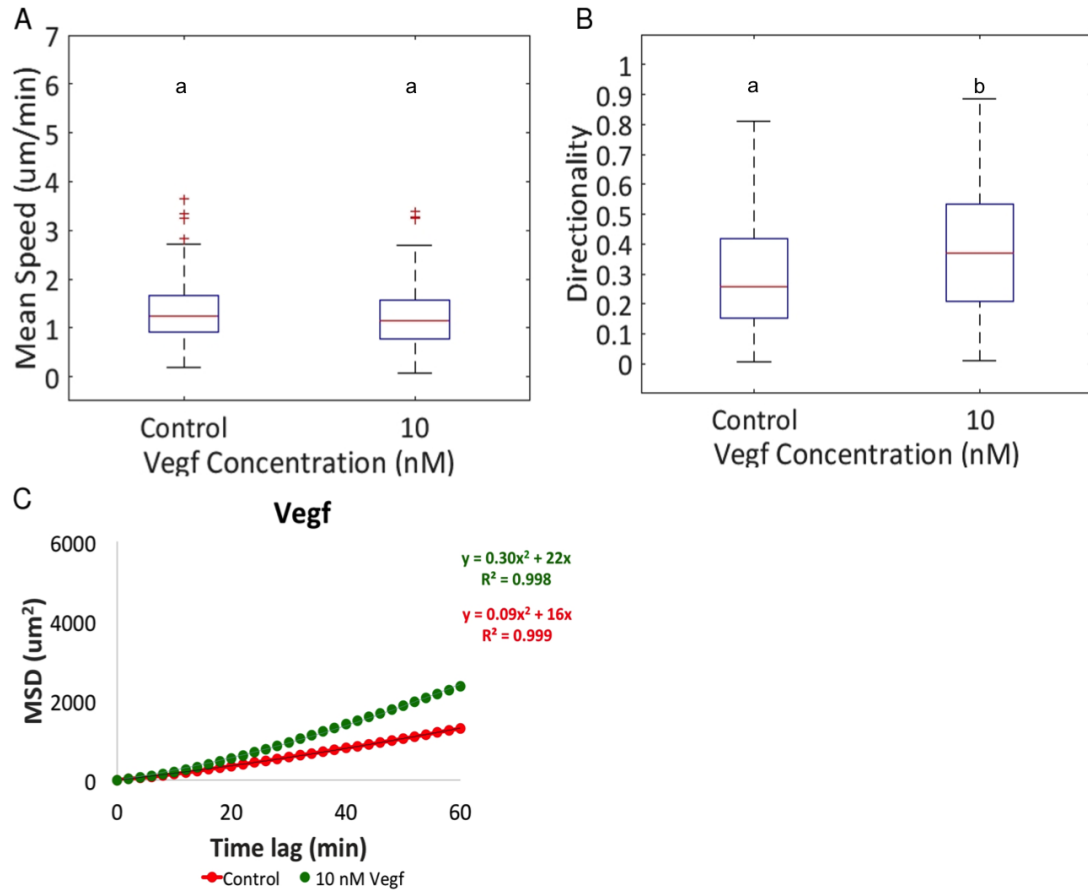 A
Mean Speed (um/min)
7
6
5
4
3
2
1
0
a a
Control 10
Vegf Concentration (nM)
B
Directionality
1
0.9
0.8
0.7
0.6
0.5
0.4
0.3
0.2
0.1
0
a b
Control 10
Vegf Concentration (nM)
C
Vegf
MSD (um²)
6000
4000
2000
0
y = 0.30x² + 22x
R² = 0.998
y = 0.09x² + 16x
R² = 0.999
0 20 40 60
Time lag (min)
Control 10 nM Vegf